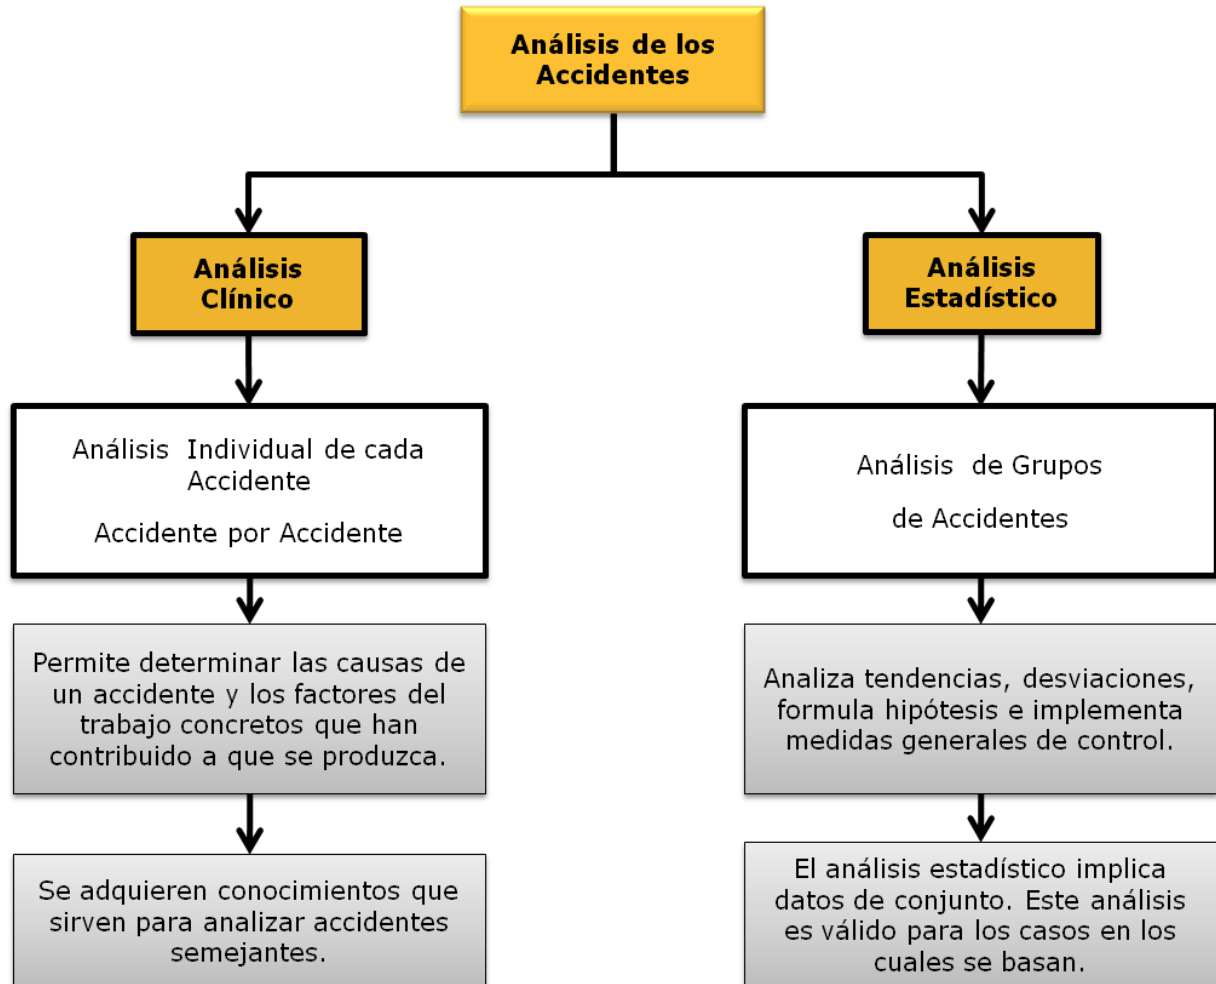 Análisis de los
Accidentes
Análisis
Clínico
Análisis Individual de cada
Accidente
Accidente por Accidente
Permite determinar las causas de
un accidente y los factores del
trabajo concretos que han
contribuido a que se produzca.
Se adquieren conocimientos que
sirven para analizar accidentes
semejantes.
Análisis
Estadístico
Análisis de Grupos
de Accidentes
Analiza tendencias, desviaciones,
formula hipótesis e implementa
medidas generales de control.
El análisis estadístico implica
datos de conjunto. Este análisis
es válido para los casos en los
cuales se basan.